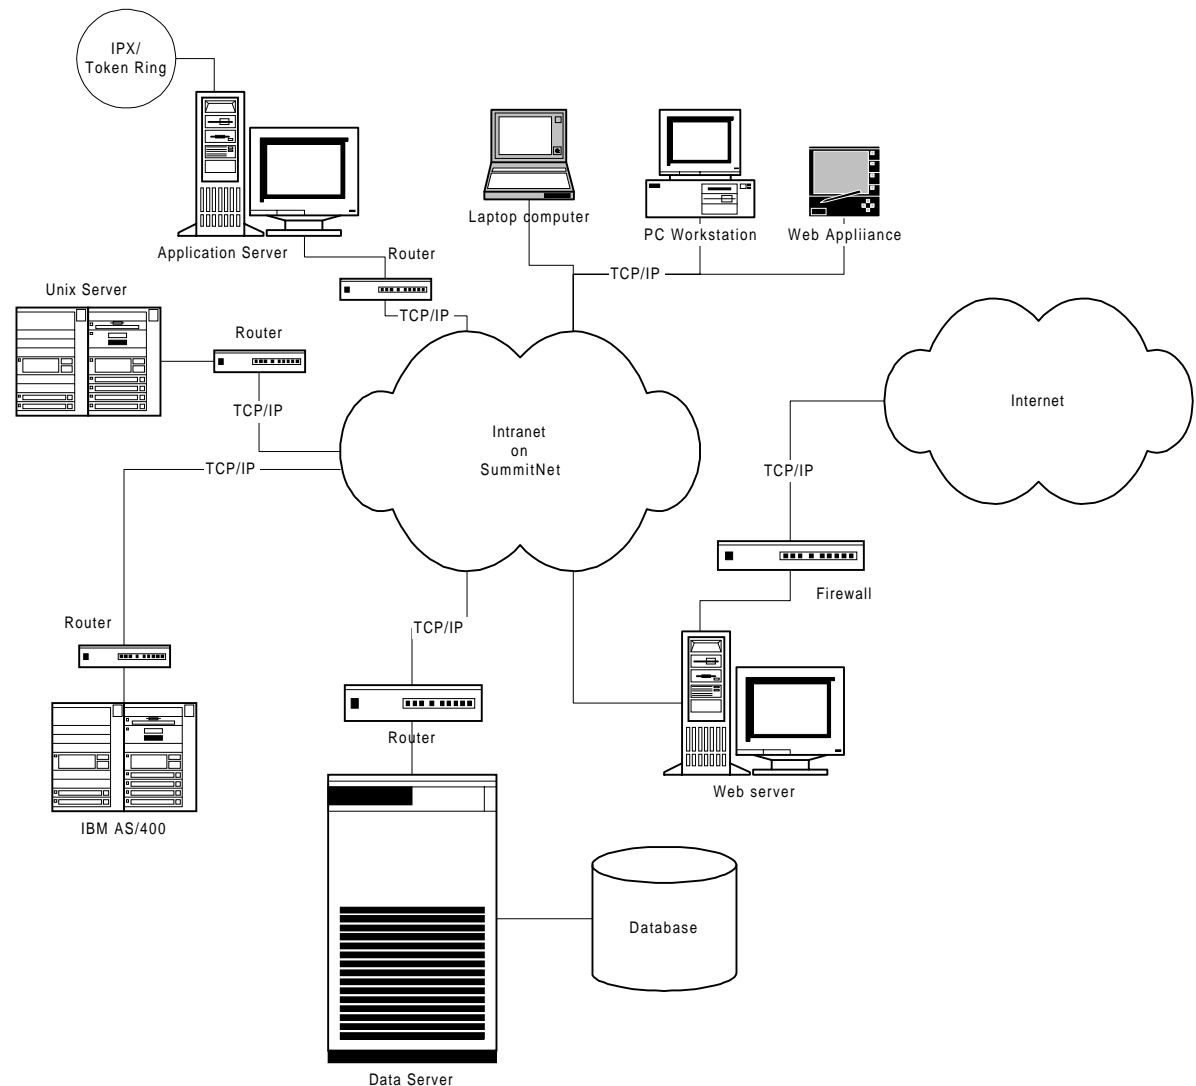 IPX/
Token Ring
Application Server
Router
TCP/IP
Laptop computer
PC Workstation
Web Appliiance
TCP/IP
Unix Server
Router
TCP/IP
TCP/IP
Intranet
on
SummitNet
Internet
TCP/IP
Firewall
Router
IBM AS/400
TCP/IP
Router
Web server
Database
Data Server